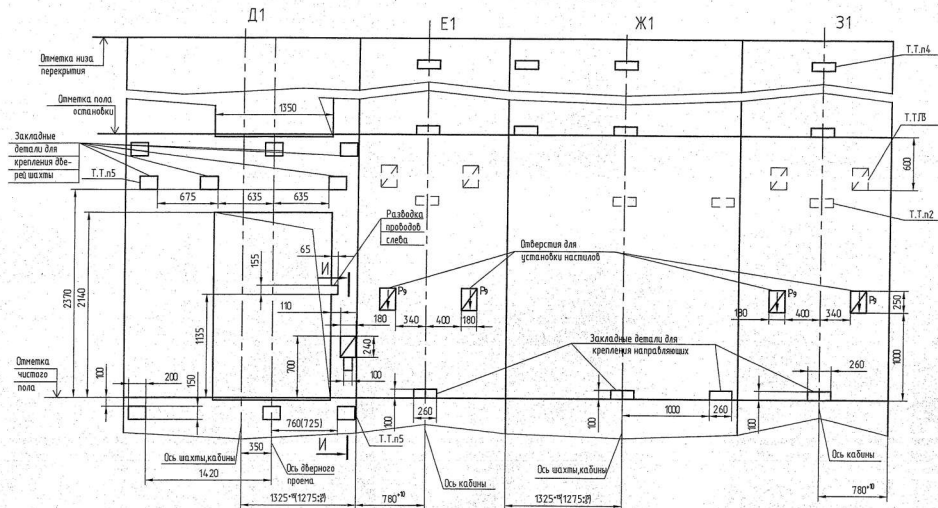 Д1
Е1
Ж1
З1
Отметка низа
перекрытия
Т.Т.п4
Отметка пола
остановки
1350
Закладные
детали для
крепления две-
рей шахты
Т.Т.п5
600
Т.Т.п2
675
635
635
Разводка
проводов
слева
65
И
155
110
Отверстия для
установки настилов
Р9
Р9
Р9
Р9
180
340
400
180
180
400
340
250
2370
2140
1135
700
240
100
1000
Закладные детали для
крепления направляющих
Отметка
чистого
пола
100
200
150
100
260
100
1000
260
100
260
760(725)
И
Т.Т.п5
350
1420
Ось шахты,кабины
Ось дверного
проема
Ось кабины
Ось шахты,кабины
Ось кабины
780+10
780+10